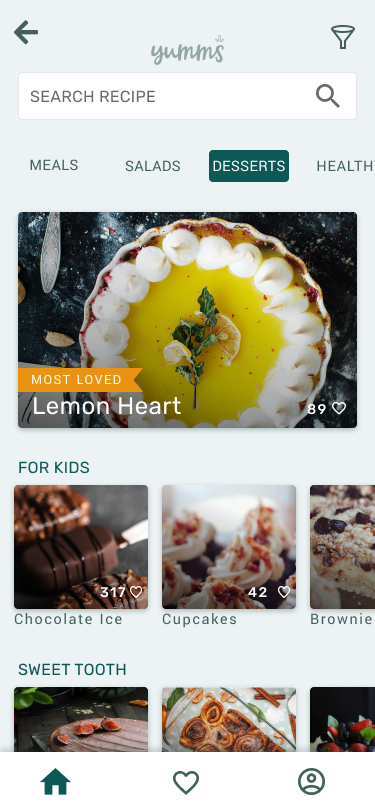 yumms
SEARCH RECIPE
MEALS SALADS DESSERTS HEALTH
MOST LOVED
Lemon Heart 89
FOR KIDS
317 42
Chocolate Ice Cupcakes Brownie
SWEET TOOTH